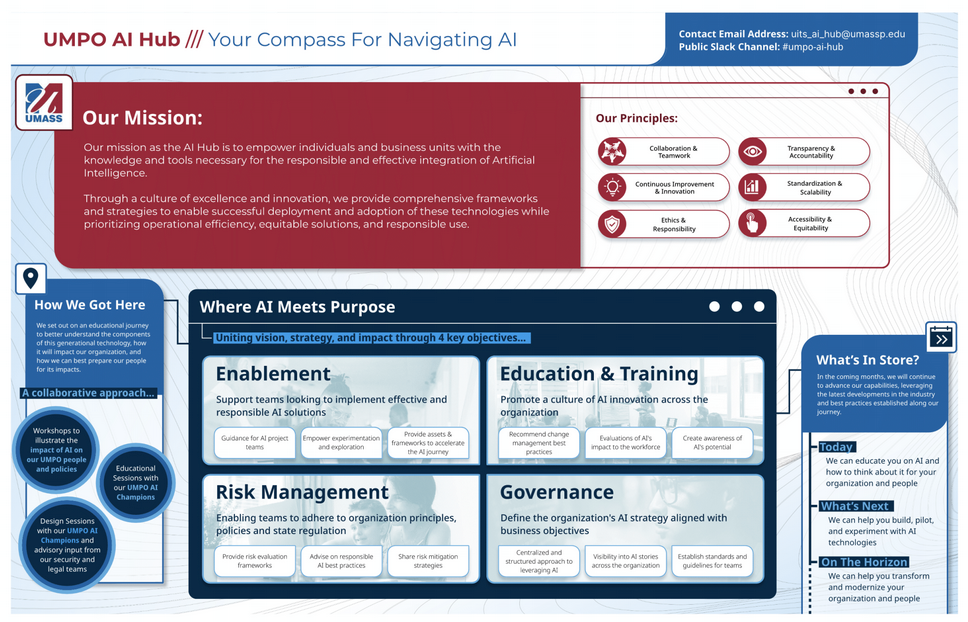 UMPO AI Hub /// Your Compass For Navigating AI
Contact Email Address: uits_ai_hub@umassp.edu
Public Slack Channel: #umpo-ai-hub
UMASS
Our Mission:
Our mission as the AI Hub is to empower individuals and business units with the
knowledge and tools necessary for the responsible and effective integration of Artificial
Intelligence.
Through a culture of excellence and innovation, we provide comprehensive frameworks
and strategies to enable successful deployment and adoption of these technologies while
prioritizing operational efficiency, equitable solutions, and responsible use.
Our Principles:
Collaboration &
Teamwork
Transparency &
Accountability
Continuous Improvement
& Innovation
Standardization &
Scalability
Ethics &
Responsibility
Accessibility &
Equitability
How We Got Here
We set out on an educational journey
to better understand the components
of this generational technology, how
it will impact our organization, and
how we can best prepare our people
for its impacts.
A collaborative approach...
Workshops to
illustrate the
impact of AI on
our UMPO people
and policies
Educational
Sessions with
our UMPO AI
Champions
Design Sessions
with our UMPO AI
Champions and
advisory input from
our security and
legal teams
Where AI Meets Purpose
Uniting vision, strategy, and impact through 4 key objectives...
Enablement
Support teams looking to implement effective and
responsible AI solutions
Guidance for AI project
teams
Empower experimentation
and exploration
Provide assets &
frameworks to accelerate
the AI journey
Education & Training
Promote a culture of AI innovation across the
organization
Recommend change
management best
practices
Evaluations of AI's
impact to the workforce
Create awareness of
AI's potential
Risk Management
Enabling teams to adhere to organization principles,
policies and state regulation
Provide risk evaluation
frameworks
Advise on responsible
AI best practices
Share risk mitigation
strategies
Governance
Define the organization's AI strategy aligned with
business objectives
Centralized and
structured approach to
leveraging AI
Visibility into AI stories
across the organization
Establish standards and
guidelines for teams
What's In Store?
In the coming months, we will continue
to advance our capabilities, leveraging
the latest developments in the industry
and best practices established along our
journey.
Today
We can educate you on AI and
how to think about it for your
organization and people
What's Next
We can help you build, pilot,
and experiment with AI
technologies
On The Horizon
We can help you transform
and modernize your
organization and people